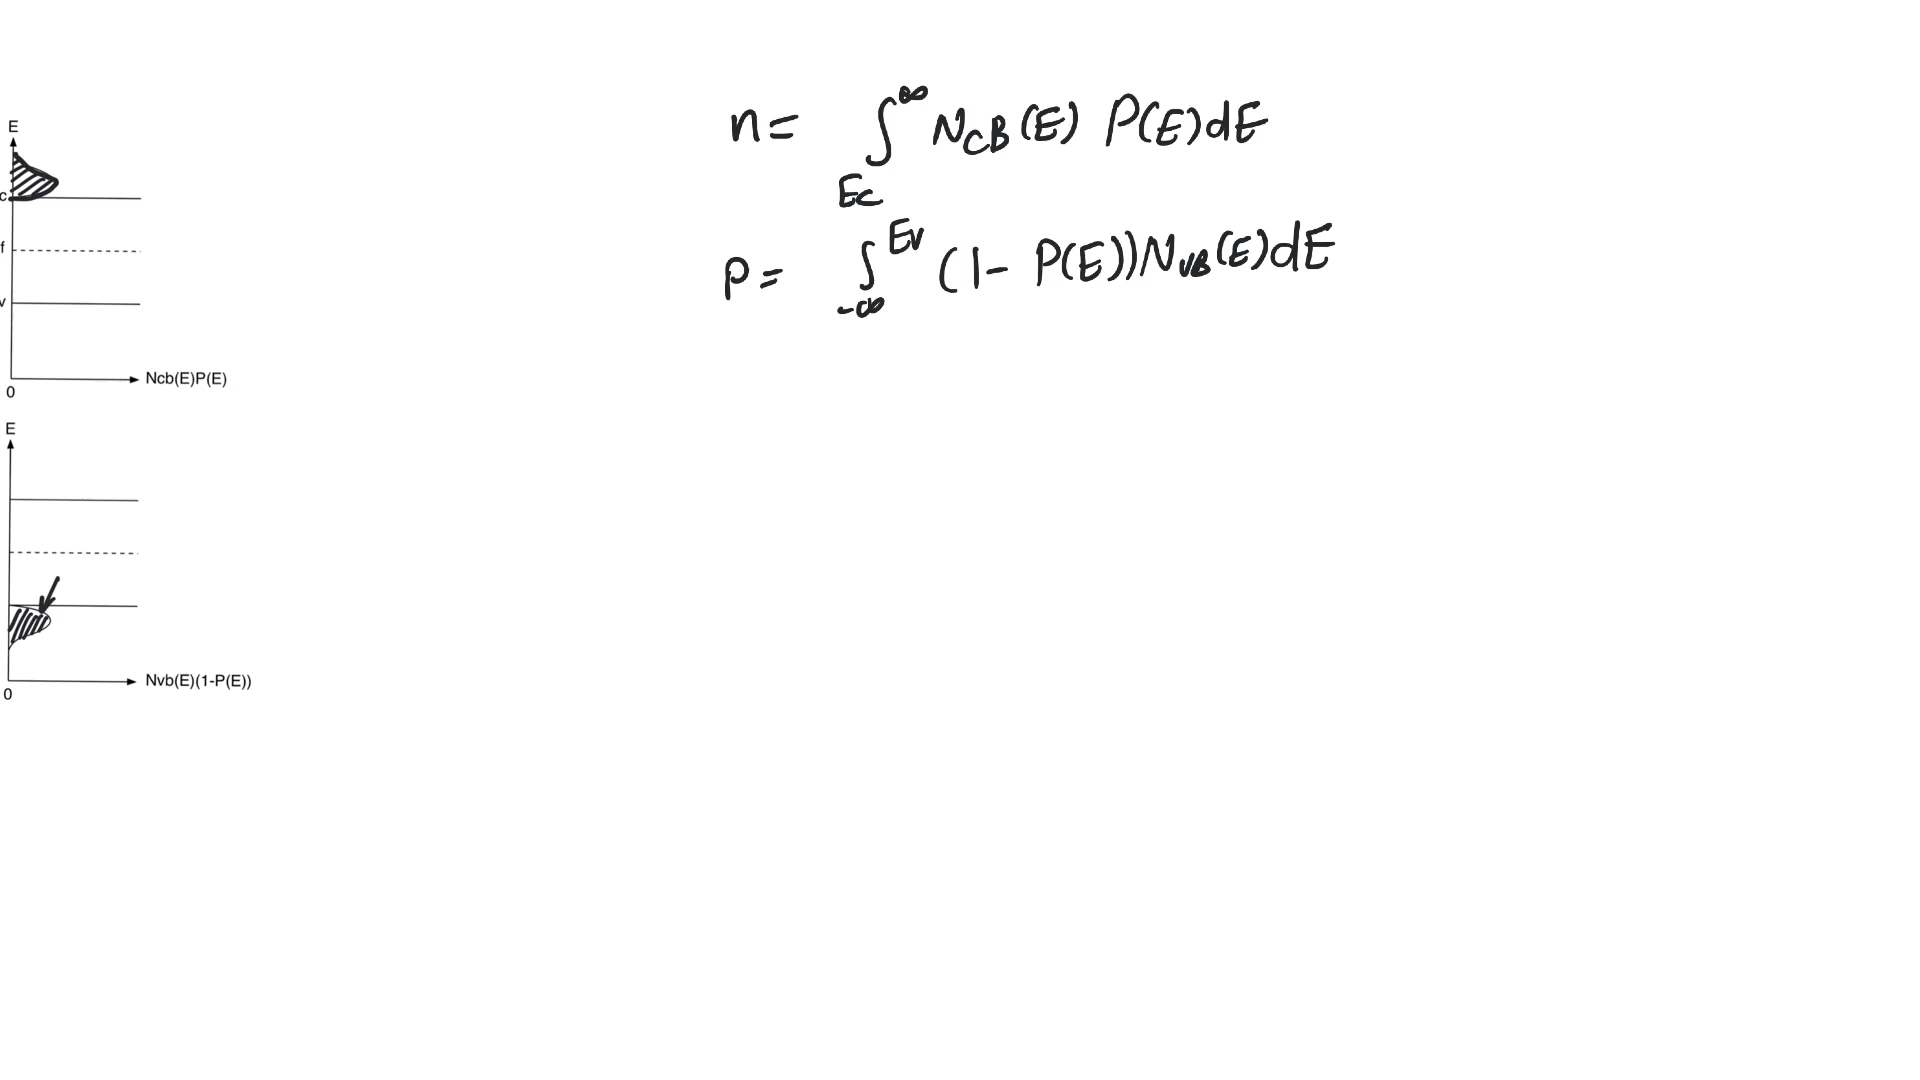 E
c
f
v
0
Ncb(E)P(E)
E
0
Nvb(E)(1-P(E))
n= ∫_{Ec}^{∞} N_{CB}(E) P(E)dE
p= ∫_{-∞}^{Ev} (1- P(E))N_{VB}(E)dE